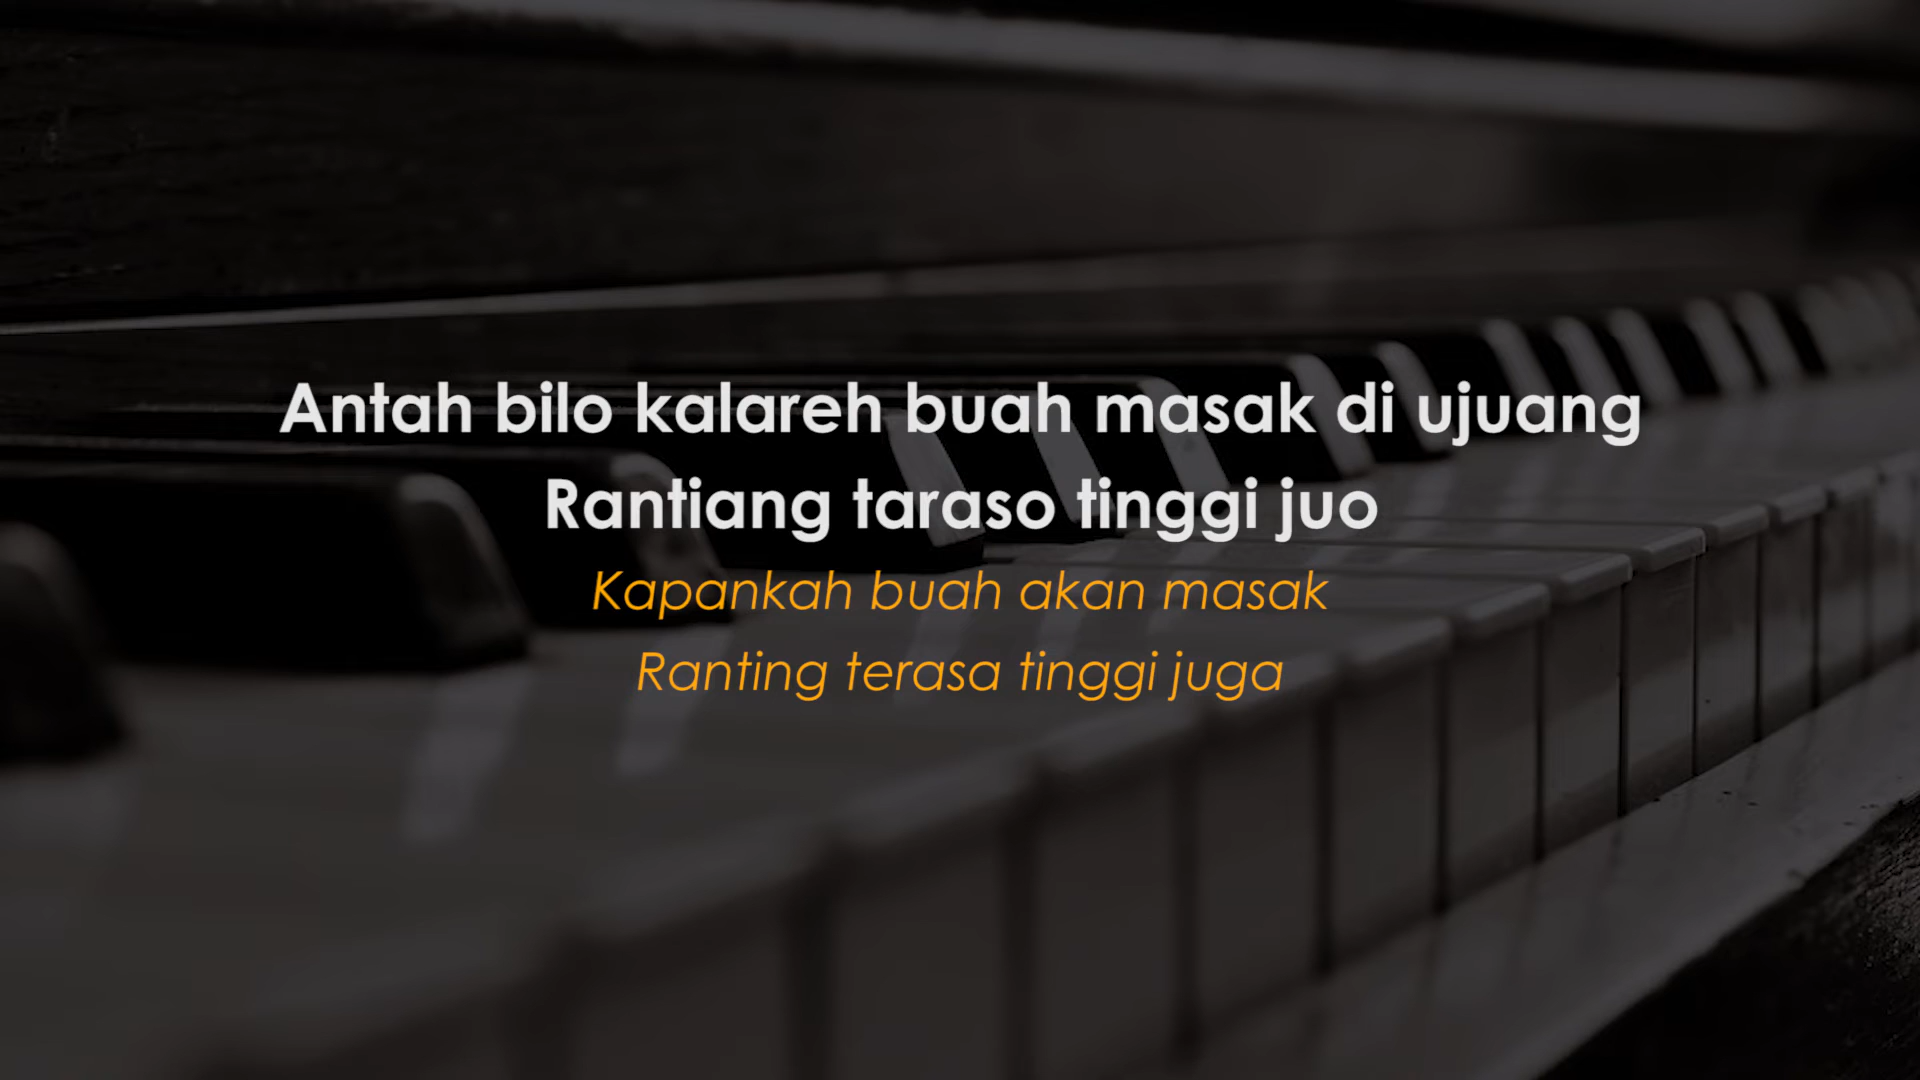 Antah bilo kalareh buah masak di ujuang
Rantiang taraso tinggi juo
Kapankah buah akan masak
Ranting terasa tinggi juga